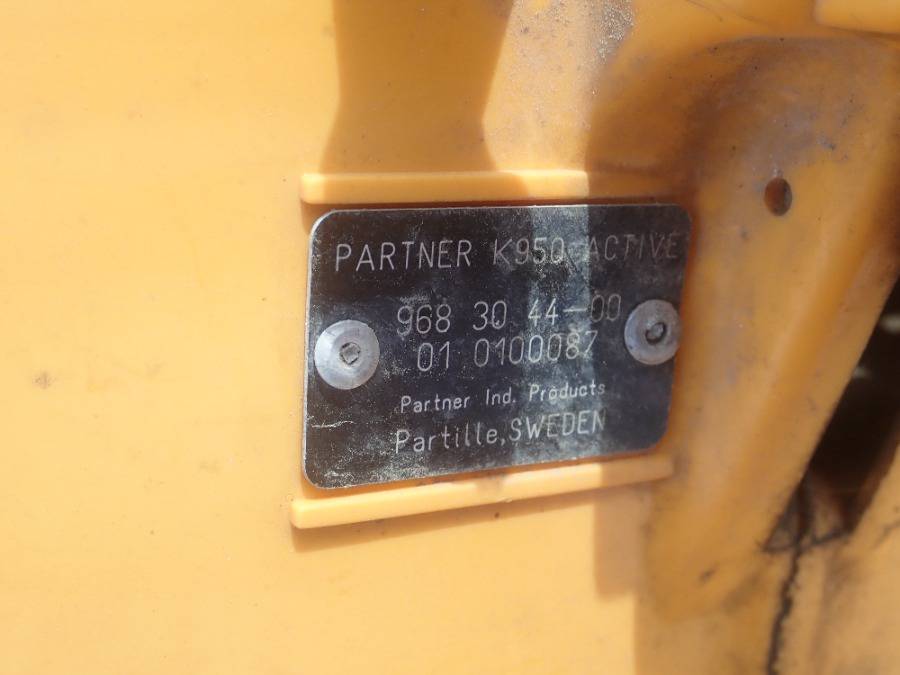 PARTNER K950 ACTIVE
968 30 44-00
01 0100087
Partner Ind. Products
Partille, SWEDEN